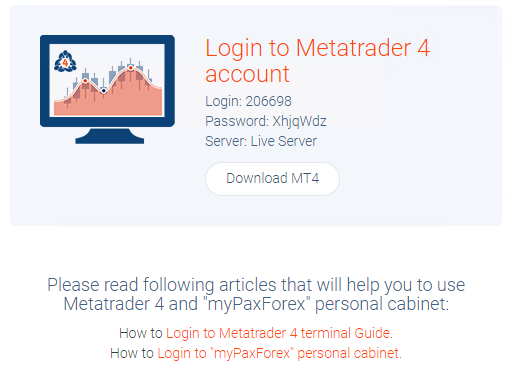 4
Login to Metatrader 4
account
Login: 206698
Password: XhjqWdz
Server: Live Server
Download MT4
Please read following articles that will help you to use
Metatrader 4 and "myPaxForex" personal cabinet:
How to Login to Metatrader 4 terminal Guide.
How to Login to "myPaxForex" personal cabinet.